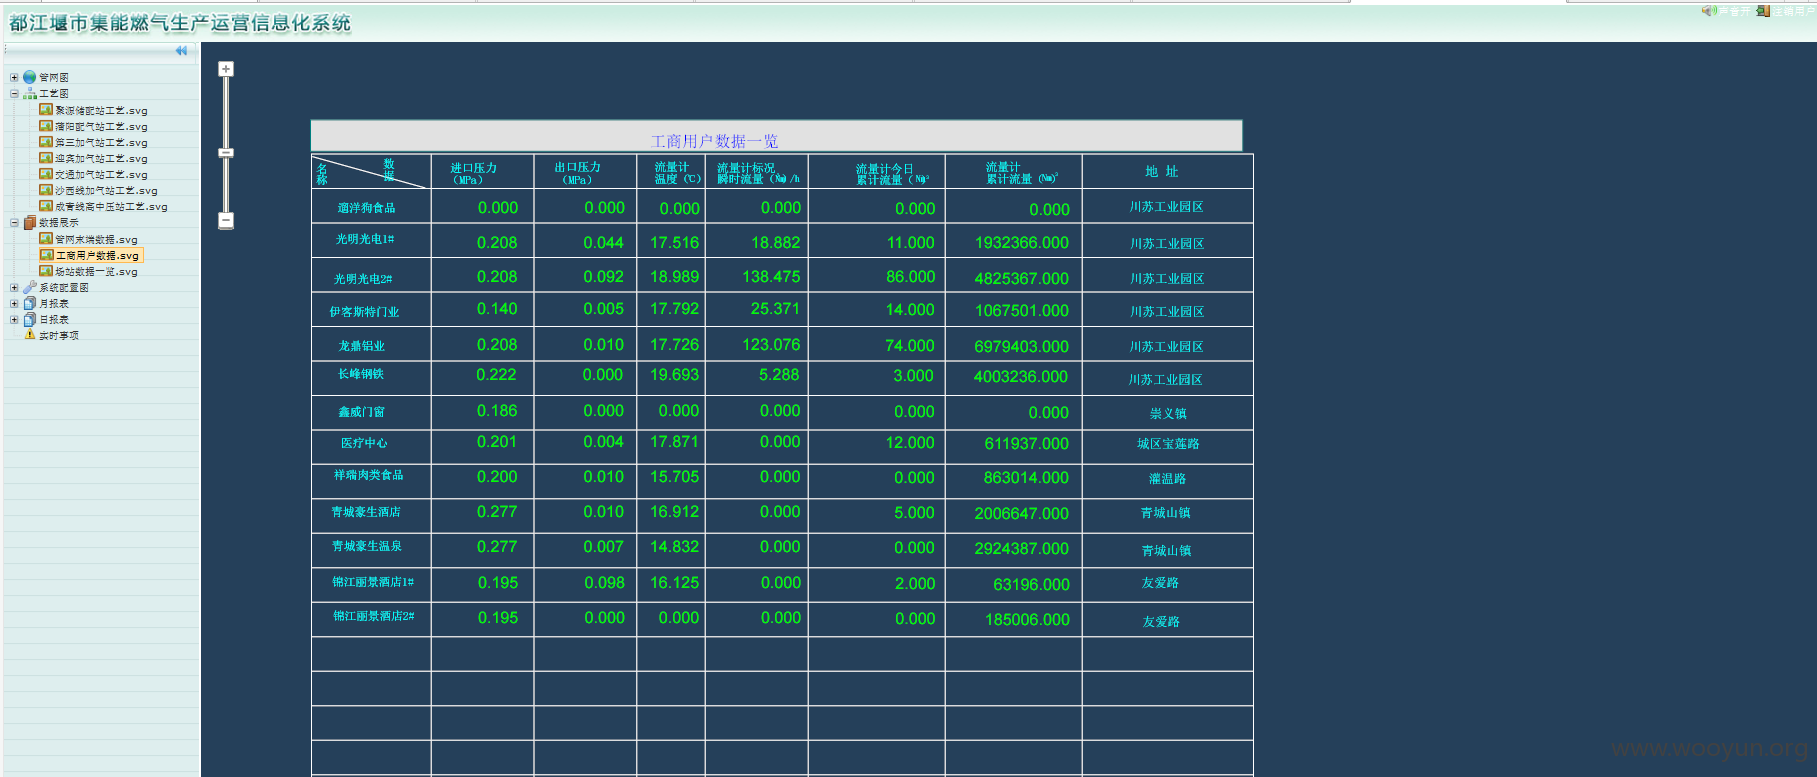 都江堰市集能燃气生产运营信息化系统
声音开 注销用户
管网图
工艺图
聚源储配站工艺.svg
蒲阳配气站工艺.svg
第三加气站工艺.svg
迎宾加气站工艺.svg
交通加气站工艺.svg
沙西线加气站工艺.svg
成青线高中压站工艺.svg
数据展示
管网末端数据.svg
工商用户数据.svg
场站数据一览.svg
系统配置图
月报表
日报表
实时事项
工商用户数据一览
名称 数据 进口压力(MPa) 出口压力(MPa) 流量计温度(℃) 流量计标况瞬时流量(Nm³)/h 流量计今日累计流量(Nm³) 流量计累计流量(Nm³) 地 址
遛洋狗食品 0.000 0.000 0.000 0.000 0.000 0.000 川苏工业园区
光明光电1# 0.208 0.044 17.516 18.882 11.000 1932366.000 川苏工业园区
光明光电2# 0.208 0.092 18.989 138.475 86.000 4825367.000 川苏工业园区
伊客斯特门业 0.140 0.005 17.792 25.371 14.000 1067501.000 川苏工业园区
龙鼎铝业 0.208 0.010 17.726 123.076 74.000 6979403.000 川苏工业园区
长峰钢铁 0.222 0.000 19.693 5.288 3.000 4003236.000 川苏工业园区
鑫威门窗 0.186 0.000 0.000 0.000 0.000 0.000 崇义镇
医疗中心 0.201 0.004 17.871 0.000 12.000 611937.000 城区宝莲路
祥瑞肉类食品 0.200 0.010 15.705 0.000 0.000 863014.000 灌温路
青城豪生酒店 0.277 0.010 16.912 0.000 5.000 2006647.000 青城山镇
青城豪生温泉 0.277 0.007 14.832 0.000 0.000 2924387.000 青城山镇
锦江丽景酒店1# 0.195 0.098 16.125 0.000 2.000 63196.000 友爱路
锦江丽景酒店2# 0.195 0.000 0.000 0.000 0.000 185006.000 友爱路
www.wooyun.org